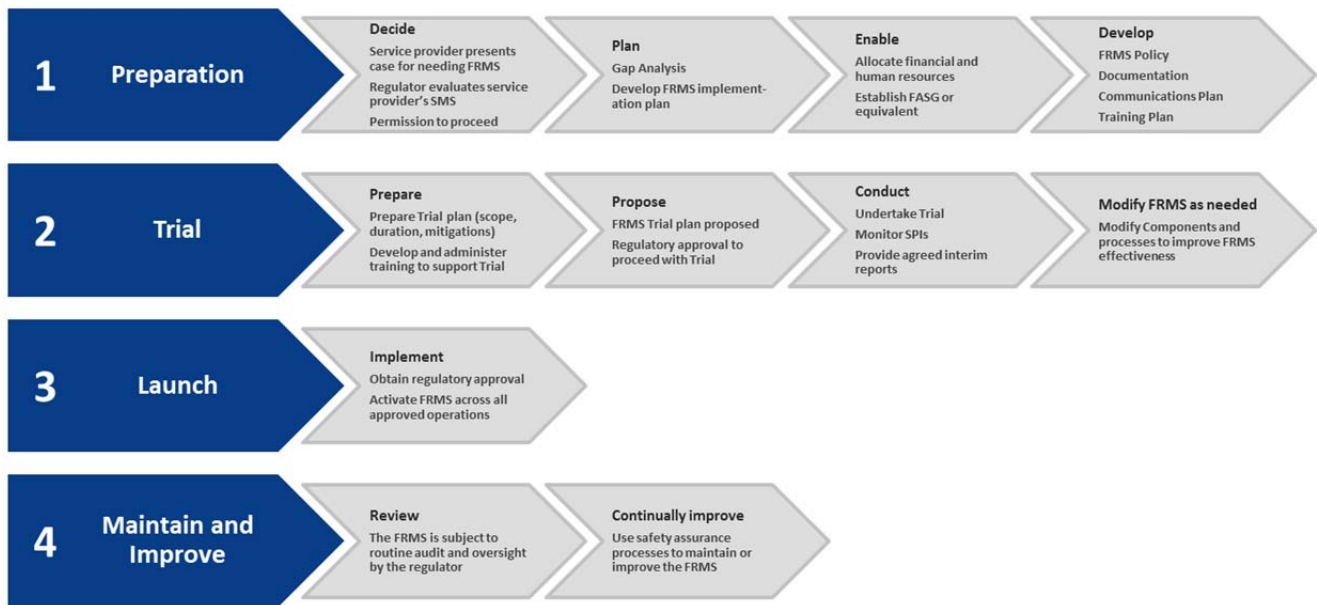 1
Preparation
Decide
Service provider presents
case for needing FRMS
Regulator evaluates service
provider's SMS
Permission to proceed
Plan
Gap Analysis
Develop FRMS implement-
ation plan
Enable
Allocate financial and
human resources
Establish FASG or
equivalent
Develop
FRMS Policy
Documentation
Communications Plan
Training Plan
2
Trial
Prepare
Prepare Trial plan (scope,
duration, mitigations)
Develop and administer
training to support Trial
Propose
FRMS Trial plan proposed
Regulatory approval to
proceed with Trial
Conduct
Undertake Trial
Monitor SPIs
Provide agreed interim
reports
Modify FRMS as needed
Modify Components and
processes to improve FRMS
effectiveness
3
Launch
Implement
Obtain regulatory approval
Activate FRMS across all
approved operations
4
Maintain and
Improve
Review
The FRMS is subject to
routine audit and oversight
by the regulator
Continually improve
Use safety assurance
processes to maintain or
improve the FRMS